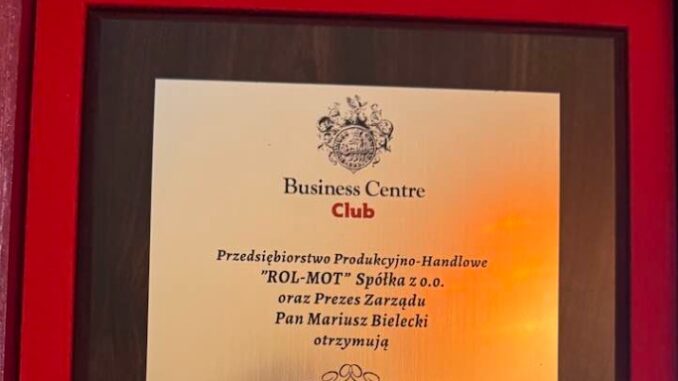 Business Centre
Club
Przedsiębiorstwo Produkcyjno-Handlowe
"ROL-MOT" Spółka z o.o.
oraz Prezes Zarządu
Pan Mariusz Bielecki
otrzymują